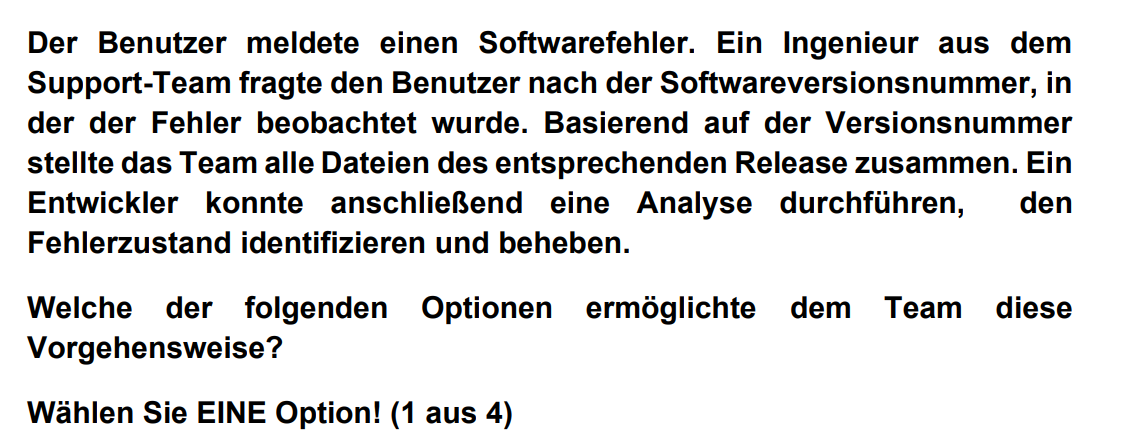 Der Benutzer meldete einen Softwarefehler. Ein Ingenieur aus dem
Support-Team fragte den Benutzer nach der Softwareversionsnummer, in
der der Fehler beobachtet wurde. Basierend auf der Versionsnummer
stellte das Team alle Dateien des entsprechenden Release zusammen. Ein
Entwickler konnte anschließend eine Analyse durchführen, den
Fehlerzustand identifizieren und beheben.
Welche der folgenden Optionen ermöglichte dem Team diese
Vorgehensweise?
Wählen Sie EINE Option! (1 aus 4)